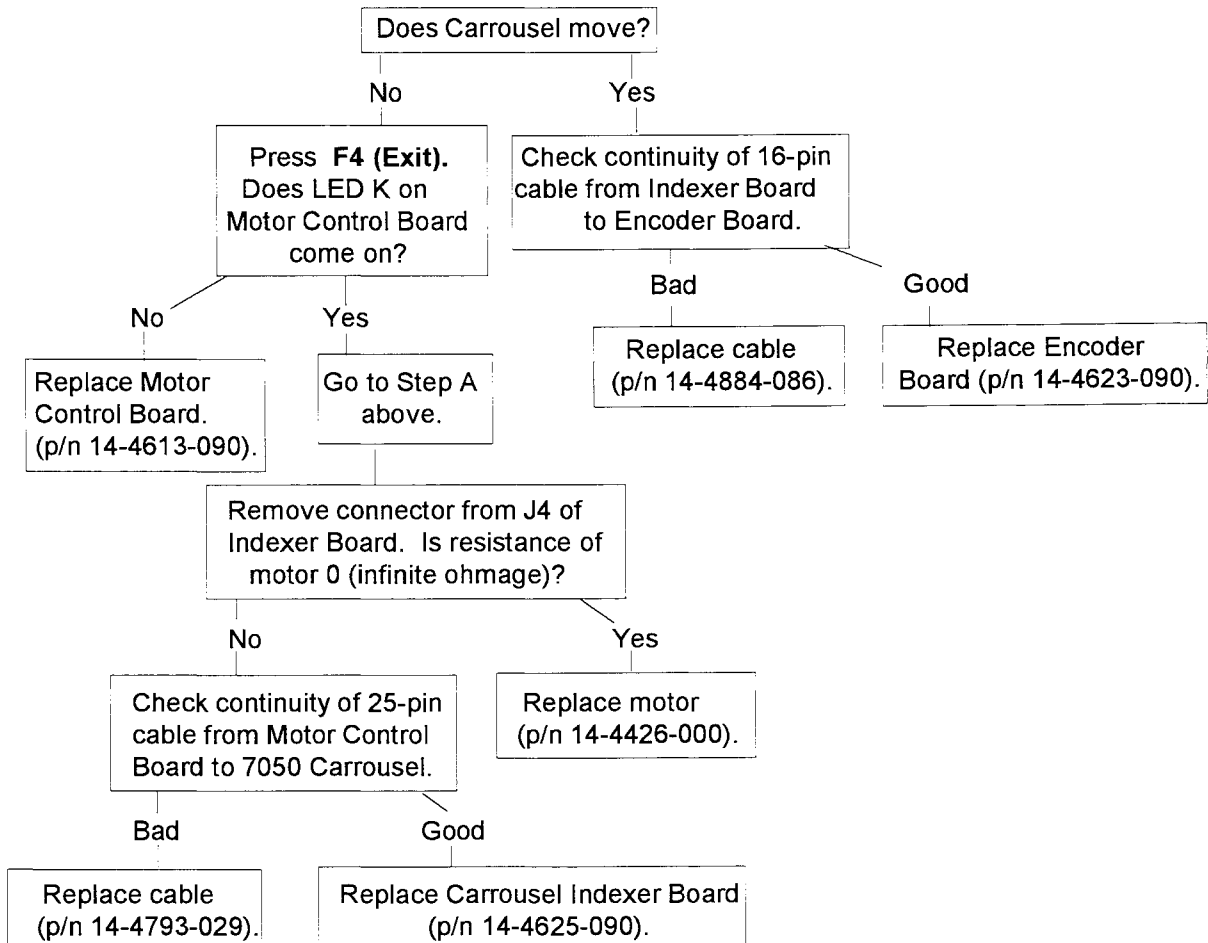 Does Carrousel move?
No
Yes
Press F4 (Exit).
Does LED K on
Motor Control Board
come on?
Check continuity of 16-pin
cable from Indexer Board
to Encoder Board.
Bad
Good
No
Yes
Replace cable
(p/n 14-4884-086).
Replace Encoder
Board (p/n 14-4623-090).
Replace Motor
Control Board.
(p/n 14-4613-090).
Go to Step A
above.
Remove connector from J4 of
Indexer Board. Is resistance of
motor 0 (infinite ohmage)?
No
Yes
Check continuity of 25-pin
cable from Motor Control
Board to 7050 Carrousel.
Replace motor
(p/n 14-4426-000).
Bad
Good
Replace cable
(p/n 14-4793-029).
Replace Carrousel Indexer Board
(p/n 14-4625-090).